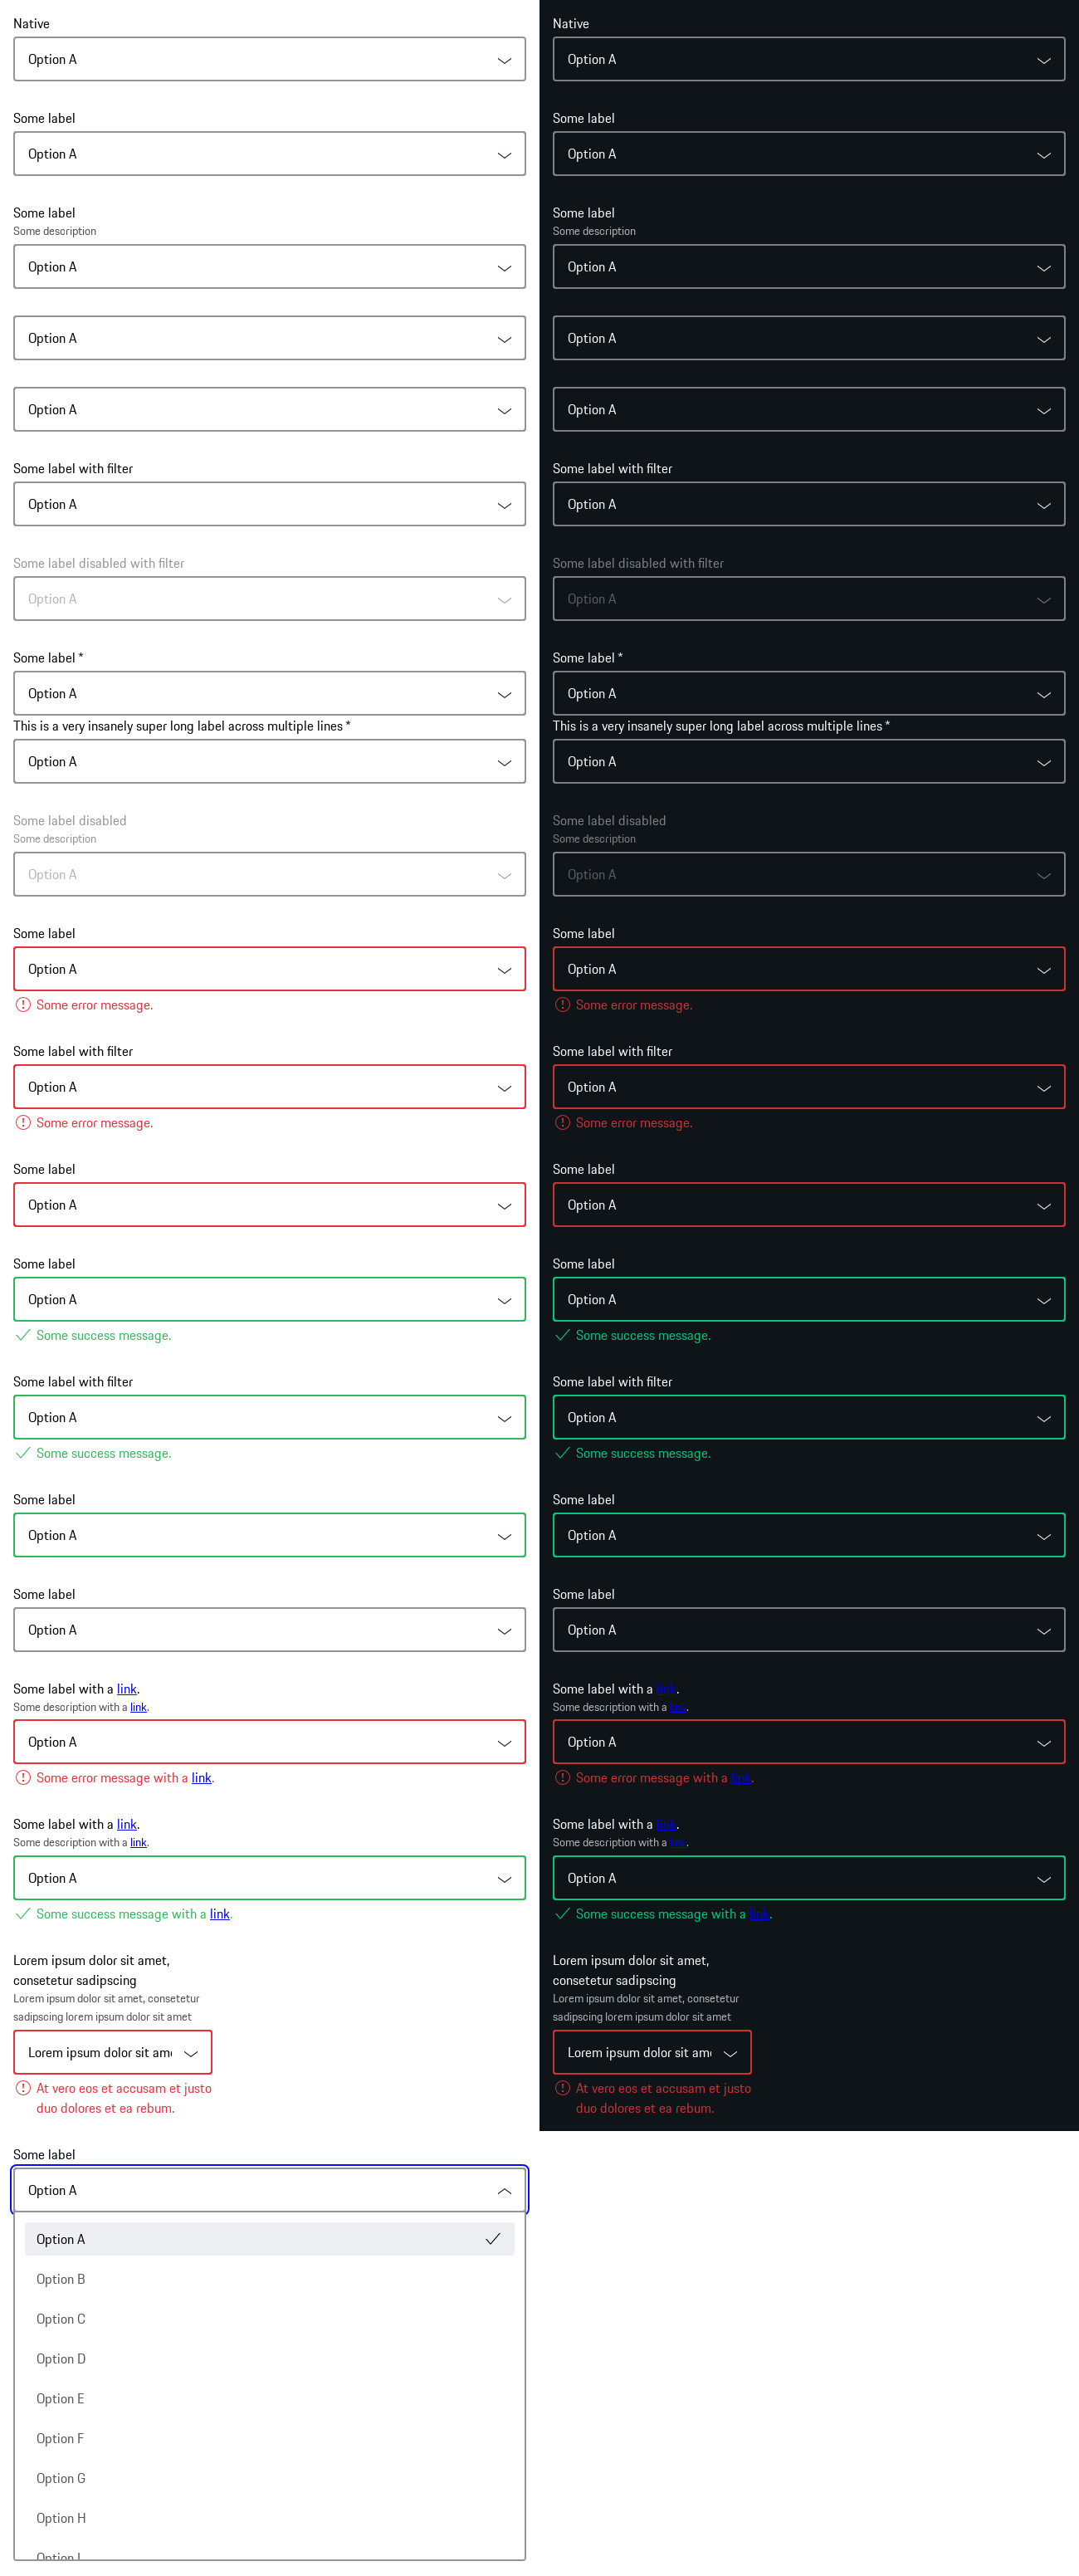 Native
Option A
Some label
Option A
Some label
Some description
Option A
Option A
Option A
Some label with filter
Option A
Some label disabled with filter
Option A
Some label *
Option A
This is a very insanely super long label across multiple lines *
Option A
Some label disabled
Some description
Option A
Some label
Option A
Some error message.
Some label with filter
Option A
Some error message.
Some label
Option A
Some label
Option A
Some success message.
Some label with filter
Option A
Some success message.
Some label
Option A
Some label
Option A
Some label with a link.
Some description with a link.
Option A
Some error message with a link.
Some label with a link.
Some description with a link.
Option A
Some success message with a link.
Lorem ipsum dolor sit amet,
consetetur sadipscing
Lorem ipsum dolor sit amet, consetetur
sadipscing lorem ipsum dolor sit amet
Lorem ipsum dolor sit am
At vero eos et accusam et justo
duo dolores et ea rebum.
Some label
Option A
Option A
Option B
Option C
Option D
Option E
Option F
Option G
Option H
Option I
Native
Option A
Some label
Option A
Some label
Some description
Option A
Option A
Option A
Some label with filter
Option A
Some label disabled with filter
Option A
Some label *
Option A
This is a very insanely super long label across multiple lines *
Option A
Some label disabled
Some description
Option A
Some label
Option A
Some error message.
Some label with filter
Option A
Some error message.
Some label
Option A
Some label
Option A
Some success message.
Some label with filter
Option A
Some success message.
Some label
Option A
Some label
Option A
Some label with a link.
Some description with a link.
Option A
Some error message with a link.
Some label with a link.
Some description with a link.
Option A
Some success message with a link.
Lorem ipsum dolor sit amet,
consetetur sadipscing
Lorem ipsum dolor sit amet, consetetur
sadipscing lorem ipsum dolor sit amet
Lorem ipsum dolor sit am
At vero eos et accusam et justo
duo dolores et ea rebum.